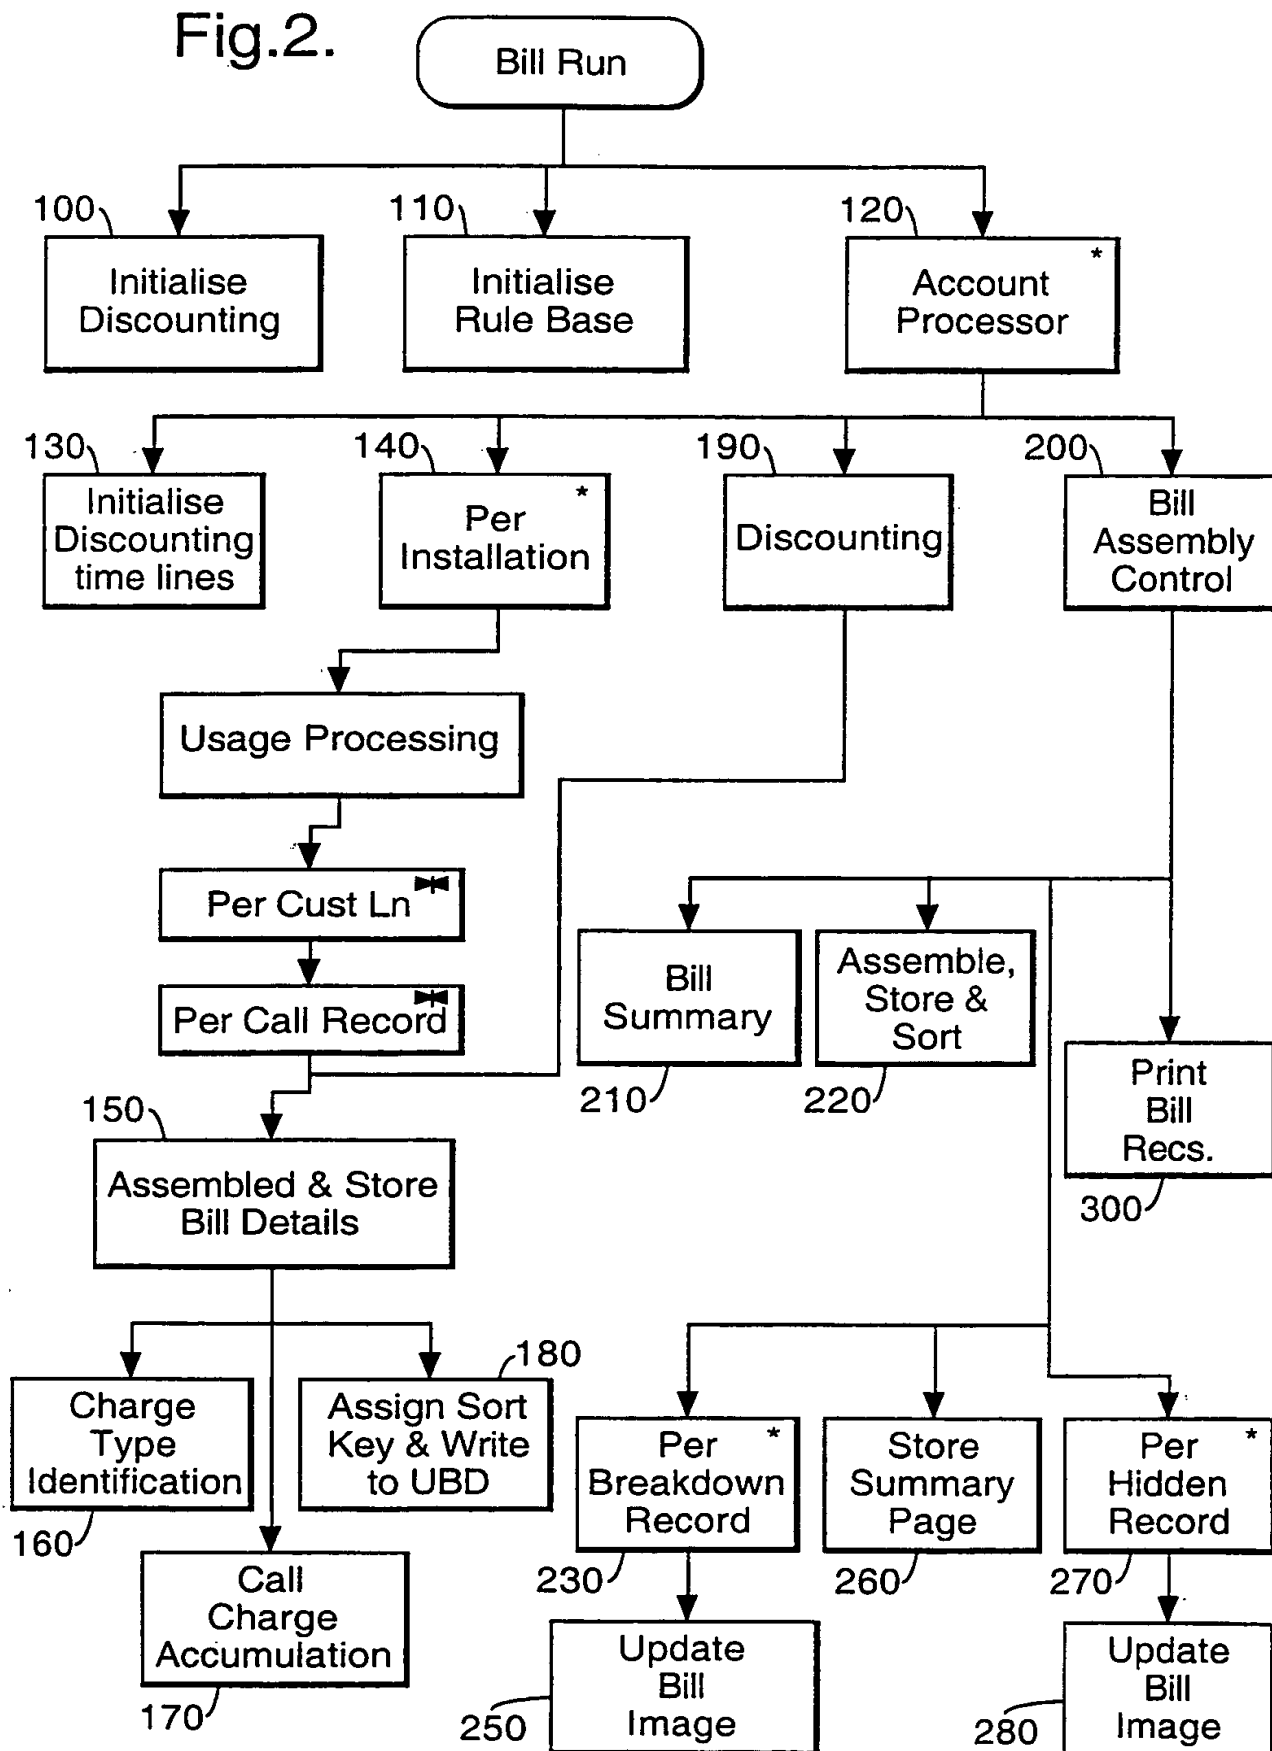 Fig.2.
Bill Run
100
110
120
Initialise
Discounting
Initialise
Rule Base
*
Account
Processor
130
140
190
200
Initialise
Discounting
time lines
*
Per
Installation
Discounting
Bill
Assembly
Control
Usage Processing
Per Cust Ln
Per Call Record
Bill
Summary
210
Assemble,
Store &
Sort
220
Print
Bill
Recs.
300
150
Assembled & Store
Bill Details
180
Charge
Type
Identification
160
Assign Sort
Key & Write
to UBD
Call
Charge
Accumulation
170
*
Per
Breakdown
Record
230
Store
Summary
Page
260
*
Per
Hidden
Record
270
Update
Bill
Image
250
Update
Bill
Image
280